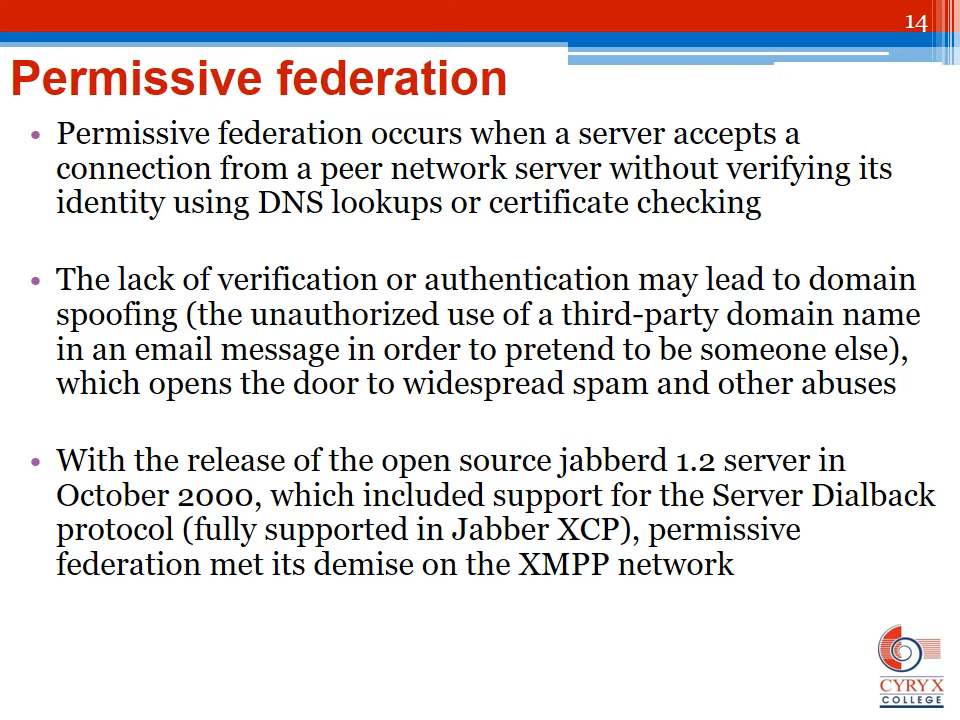 14
Permissive federation
• Permissive federation occurs when a server accepts a
connection from a peer network server without verifying its
identity using DNS lookups or certificate checking
• The lack of verification or authentication may lead to domain
spoofing (the unauthorized use of a third-party domain name
in an email message in order to pretend to be someone else),
which opens the door to widespread spam and other abuses
• With the release of the open source jabberd 1.2 server in
October 2000, which included support for the Server Dialback
protocol (fully supported in Jabber XCP), permissive
federation met its demise on the XMPP network
CYRYX
COLLEGE